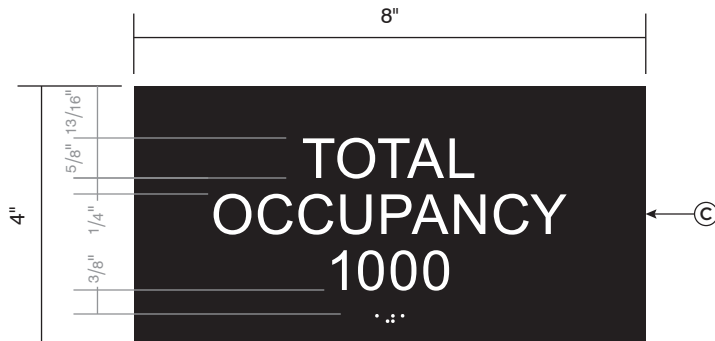 8"
13/16"
5/8"
4"
1/4"
3/8"
TOTAL
OCCUPANCY
1000
C